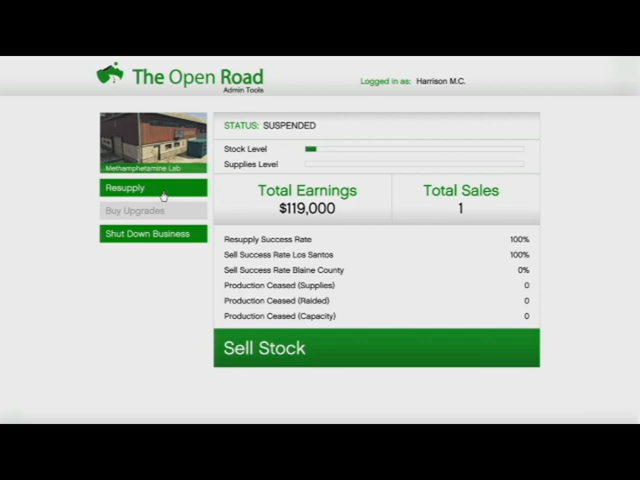 The Open Road
Admin Tools
Logged in as: Harrison M.C.
Methamphetamine Lab
Resupply
Buy Upgrades
Shut Down Business
STATUS: SUSPENDED
Stock Level
Supplies Level
Total Earnings
$119,000
Total Sales
1
Resupply Success Rate 100%
Sell Success Rate Los Santos 100%
Sell Success Rate Blaine County 0%
Production Ceased (Supplies) 0
Production Ceased (Raided) 0
Production Ceased (Capacity) 0
Sell Stock